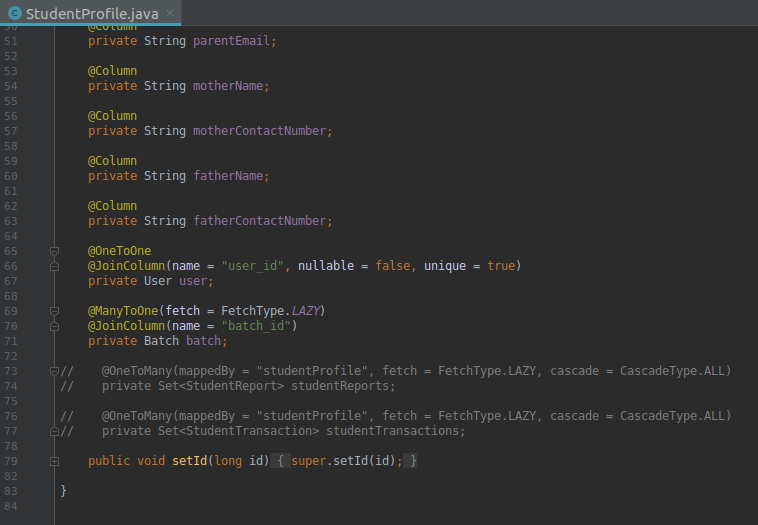 StudentProfile.java ×
50 @Column
51 private String parentEmail;
52
53 @Column
54 private String motherName;
55
56 @Column
57 private String motherContactNumber;
58
59 @Column
60 private String fatherName;
61
62 @Column
63 private String fatherContactNumber;
64
65 @OneToOne
66 @JoinColumn(name = "user_id", nullable = false, unique = true)
67 private User user;
68
69 @ManyToOne(fetch = FetchType.LAZY)
70 @JoinColumn(name = "batch_id")
71 private Batch batch;
72
73 // @OneToMany(mappedBy = "studentProfile", fetch = FetchType.LAZY, cascade = CascadeType.ALL)
74 // private Set<StudentReport> studentReports;
75
76 // @OneToMany(mappedBy = "studentProfile", fetch = FetchType.LAZY, cascade = CascadeType.ALL)
77 // private Set<StudentTransaction> studentTransactions;
78
79 public void setId(long id) { super.setId(id); }
82
83 }
84